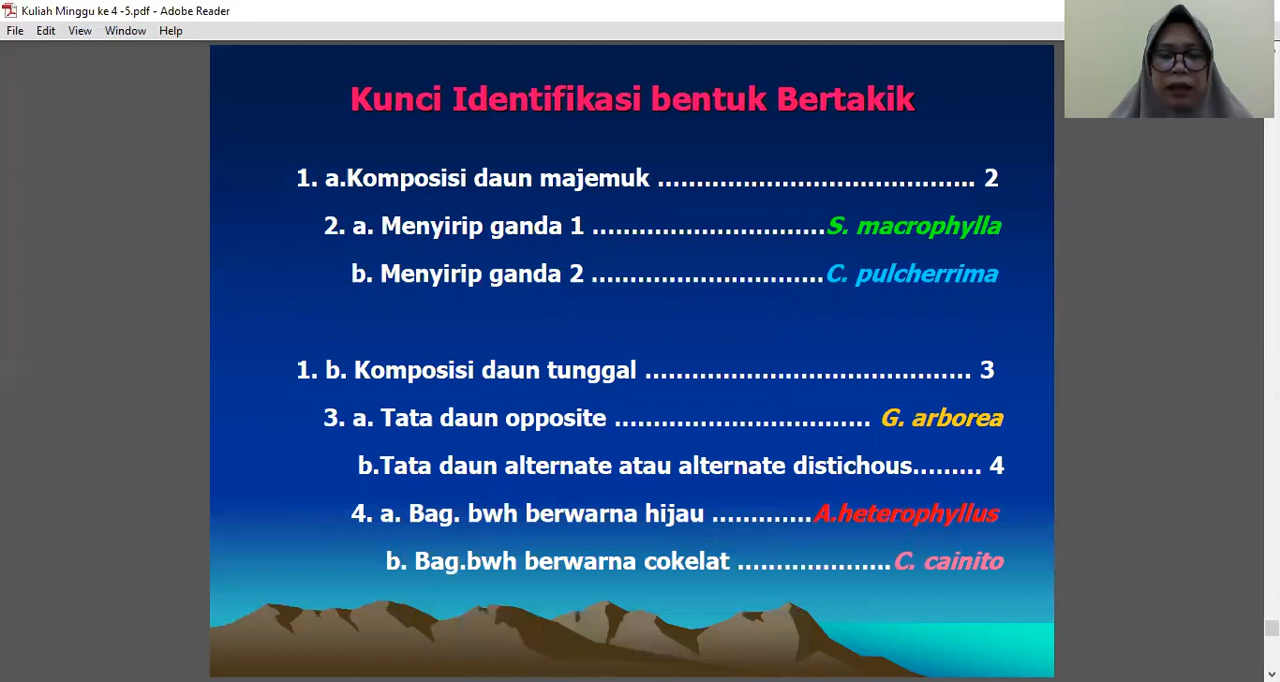 Kuliah Minggu ke 4 -5.pdf - Adobe Reader
File Edit View Window Help
Kunci Identifikasi bentuk Bertakik
1. a.Komposisi daun majemuk ........................................ 2
2. a. Menyirip ganda 1 ..............................S. macrophylla
b. Menyirip ganda 2 ..............................C. pulcherrima
1. b. Komposisi daun tunggal .......................................... 3
3. a. Tata daun opposite ................................. G. arborea
b.Tata daun alternate atau alternate distichous......... 4
4. a. Bag. bwh berwarna hijau .............A.heterophyllus
b. Bag.bwh berwarna cokelat ....................C. cainito